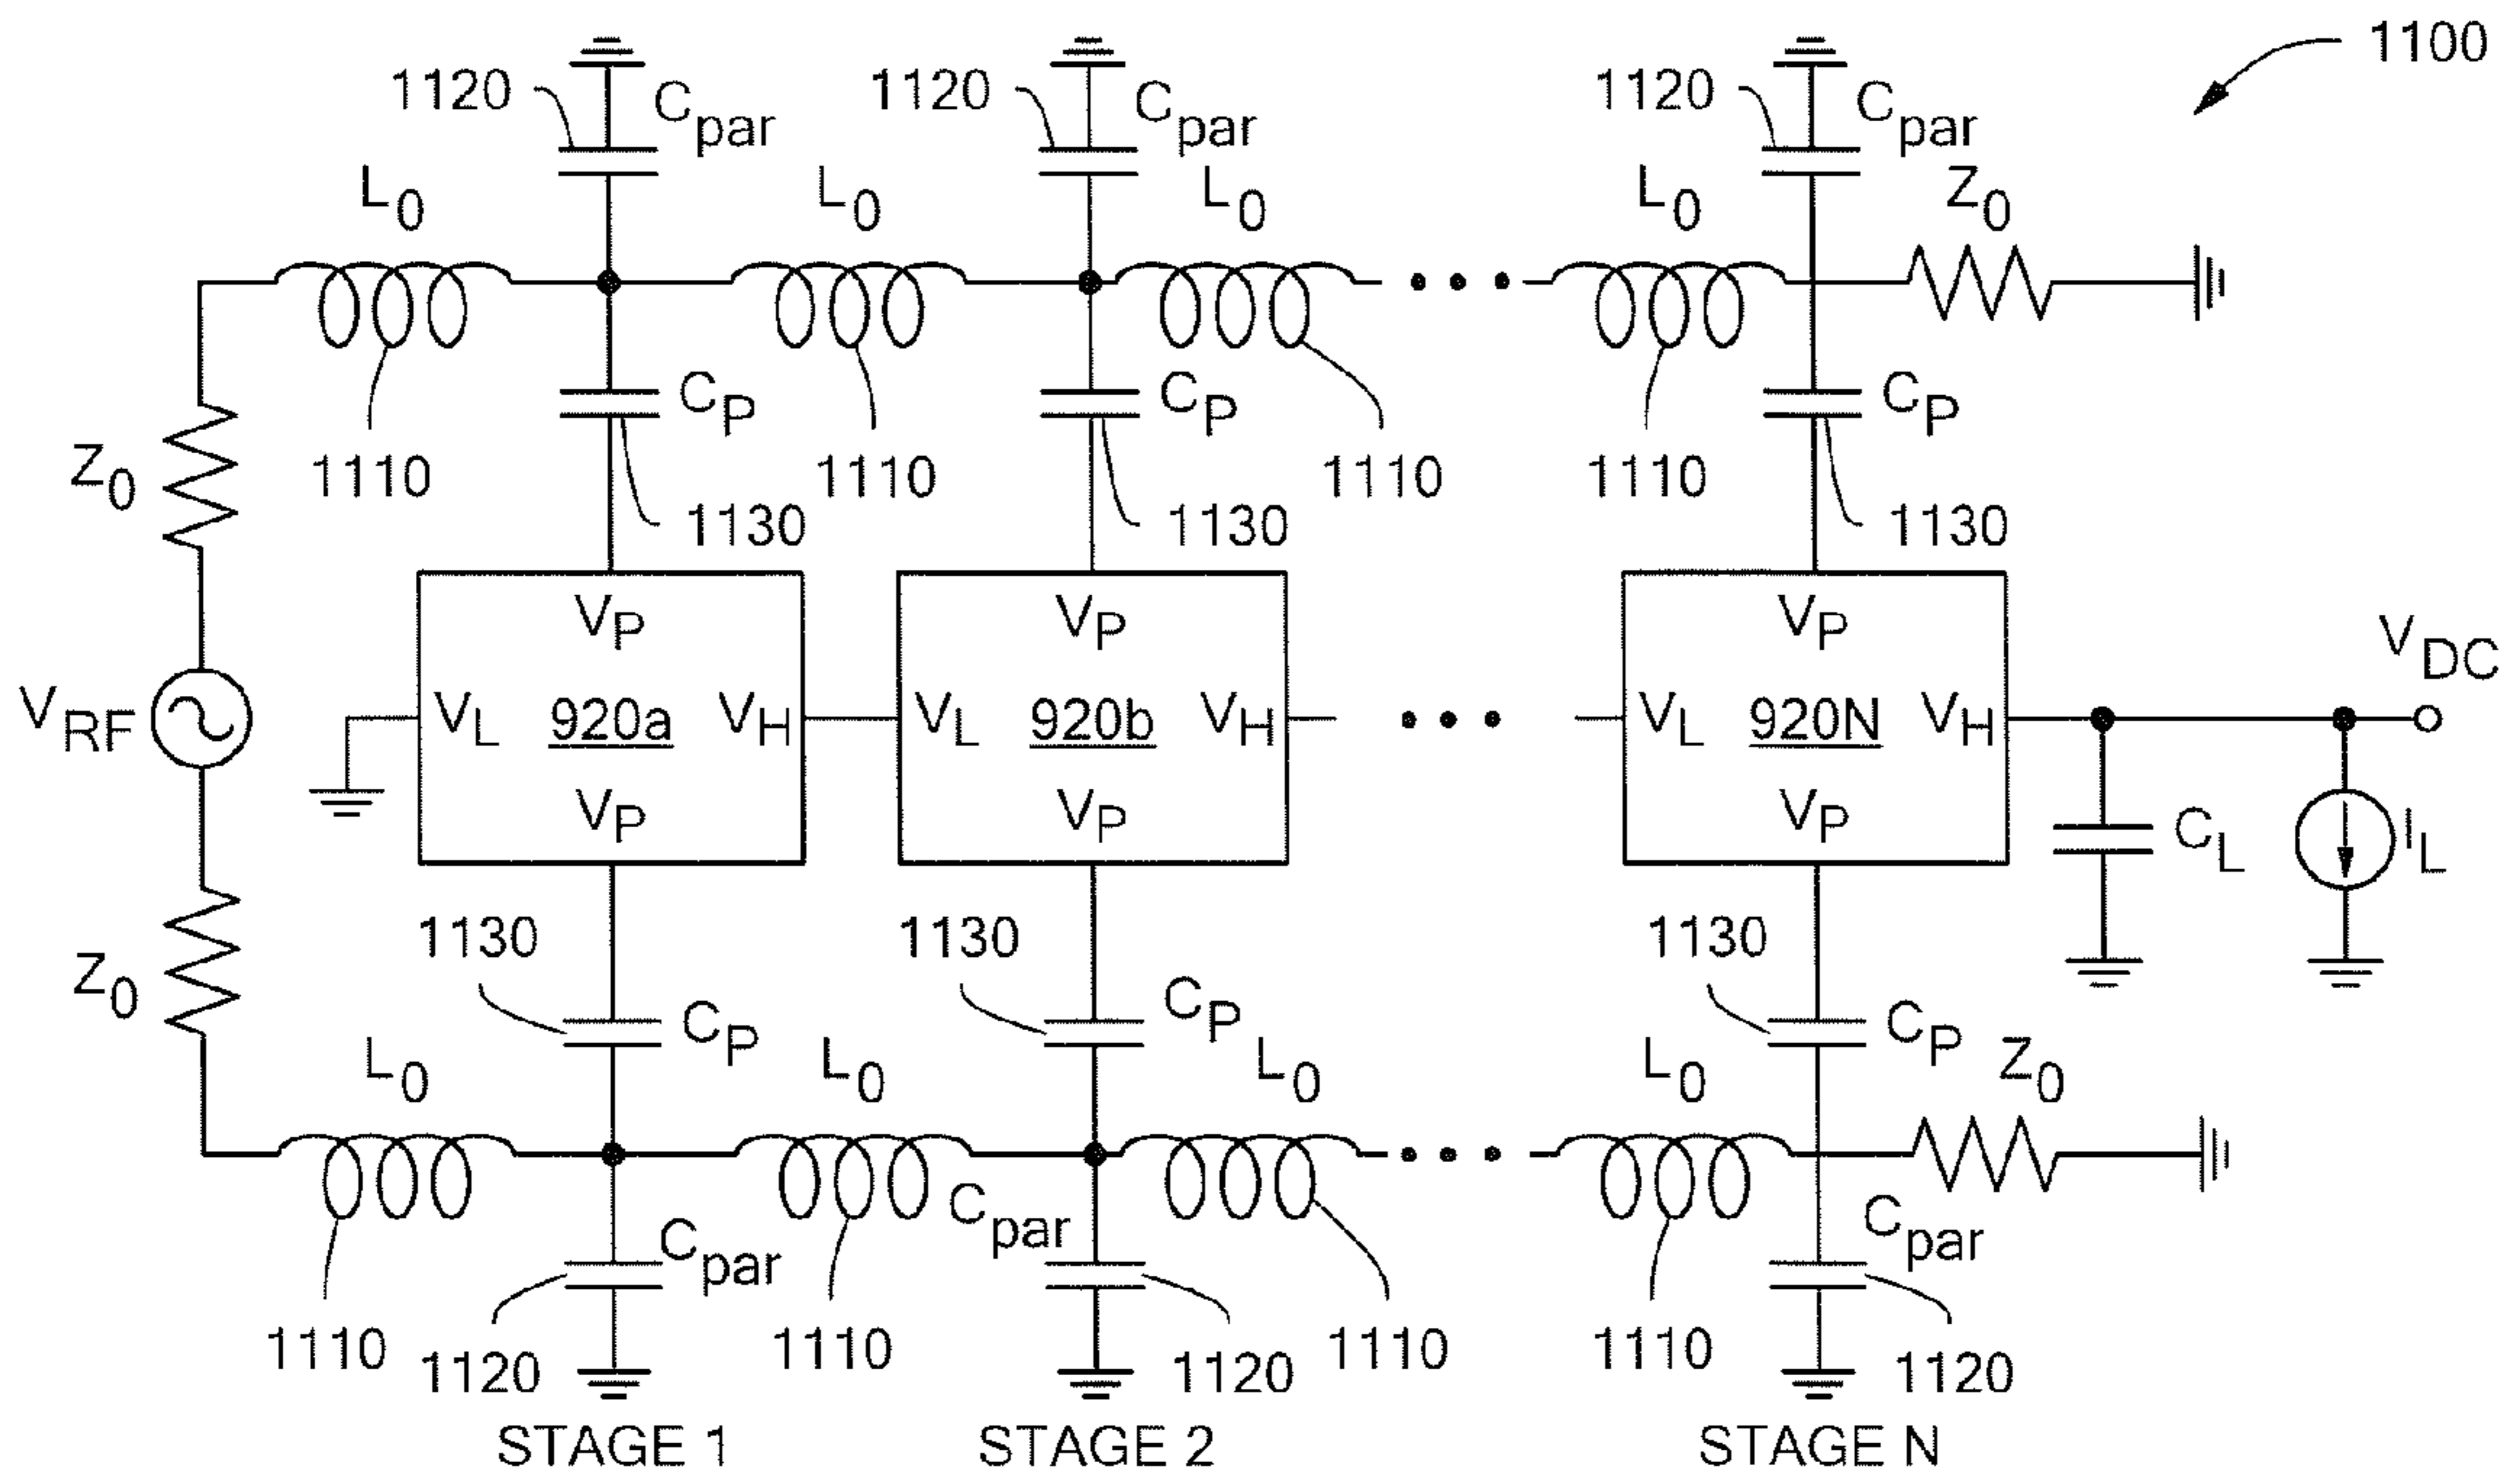 1100
1120 Cpar 1120 Cpar 1120 Cpar
L0 L0 L0 L0 Z0
CP CP CP
Z0 1110 1110 1110 1110
1130 1130 1130
VP VP VP
VDC
VRF VL 920a VH VL 920b VH VL 920N VH
VP VP VP
CL IL
1130 1130 1130
Z0 CP CP CP
L0 L0 L0 L0 Z0
Cpar Cpar Cpar
1110 1120 1110 1120 1110 1110 1120
STAGE 1 STAGE 2 STAGE N